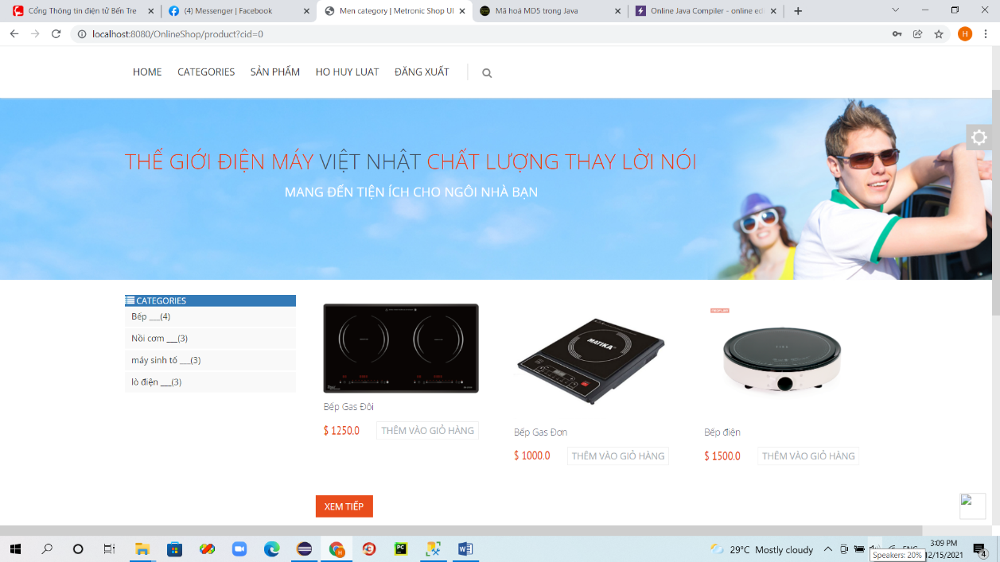 Cổng Thông tin điện tử Bến Tre
(4) Messenger | Facebook
Men category | Metronic Shop UI
Mã hoá MD5 trong Java
Online Java Compiler - online edi
localhost:8080/OnlineShop/product?cid=0
H
HOME CATEGORIES SẢN PHẨM HO HUY LUAT ĐĂNG XUẤT
THẾ GIỚI ĐIỆN MÁY VIỆT NHẬT CHẤT LƯỢNG THAY LỜI NÓI
MANG ĐẾN TIỆN ÍCH CHO NGÔI NHÀ BẠN
CATEGORIES
Bếp ___(4)
Nồi cơm ___(3)
máy sinh tố ___(3)
lò điện ___(3)
Bếp Gas Đôi
$ 1250.0 THÊM VÀO GIỎ HÀNG
MATIKA
Bếp Gas Đơn
$ 1000.0 THÊM VÀO GIỎ HÀNG
Bếp điện
$ 1500.0 THÊM VÀO GIỎ HÀNG
XEM TIẾP
29°C Mostly cloudy
ENG
3:09 PM
12/15/2021
4
Speakers: 20%